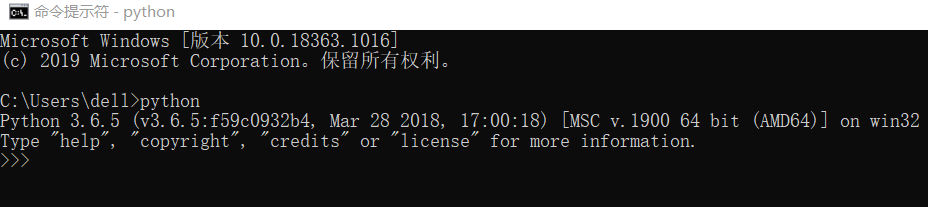 命令提示符 - python
Microsoft Windows [版本 10.0.18363.1016]
(c) 2019 Microsoft Corporation。保留所有权利。
C:\Users\dell>python
Python 3.6.5 (v3.6.5:f59c0932b4, Mar 28 2018, 17:00:18) [MSC v.1900 64 bit (AMD64)] on win32
Type "help", "copyright", "credits" or "license" for more information.
>>>